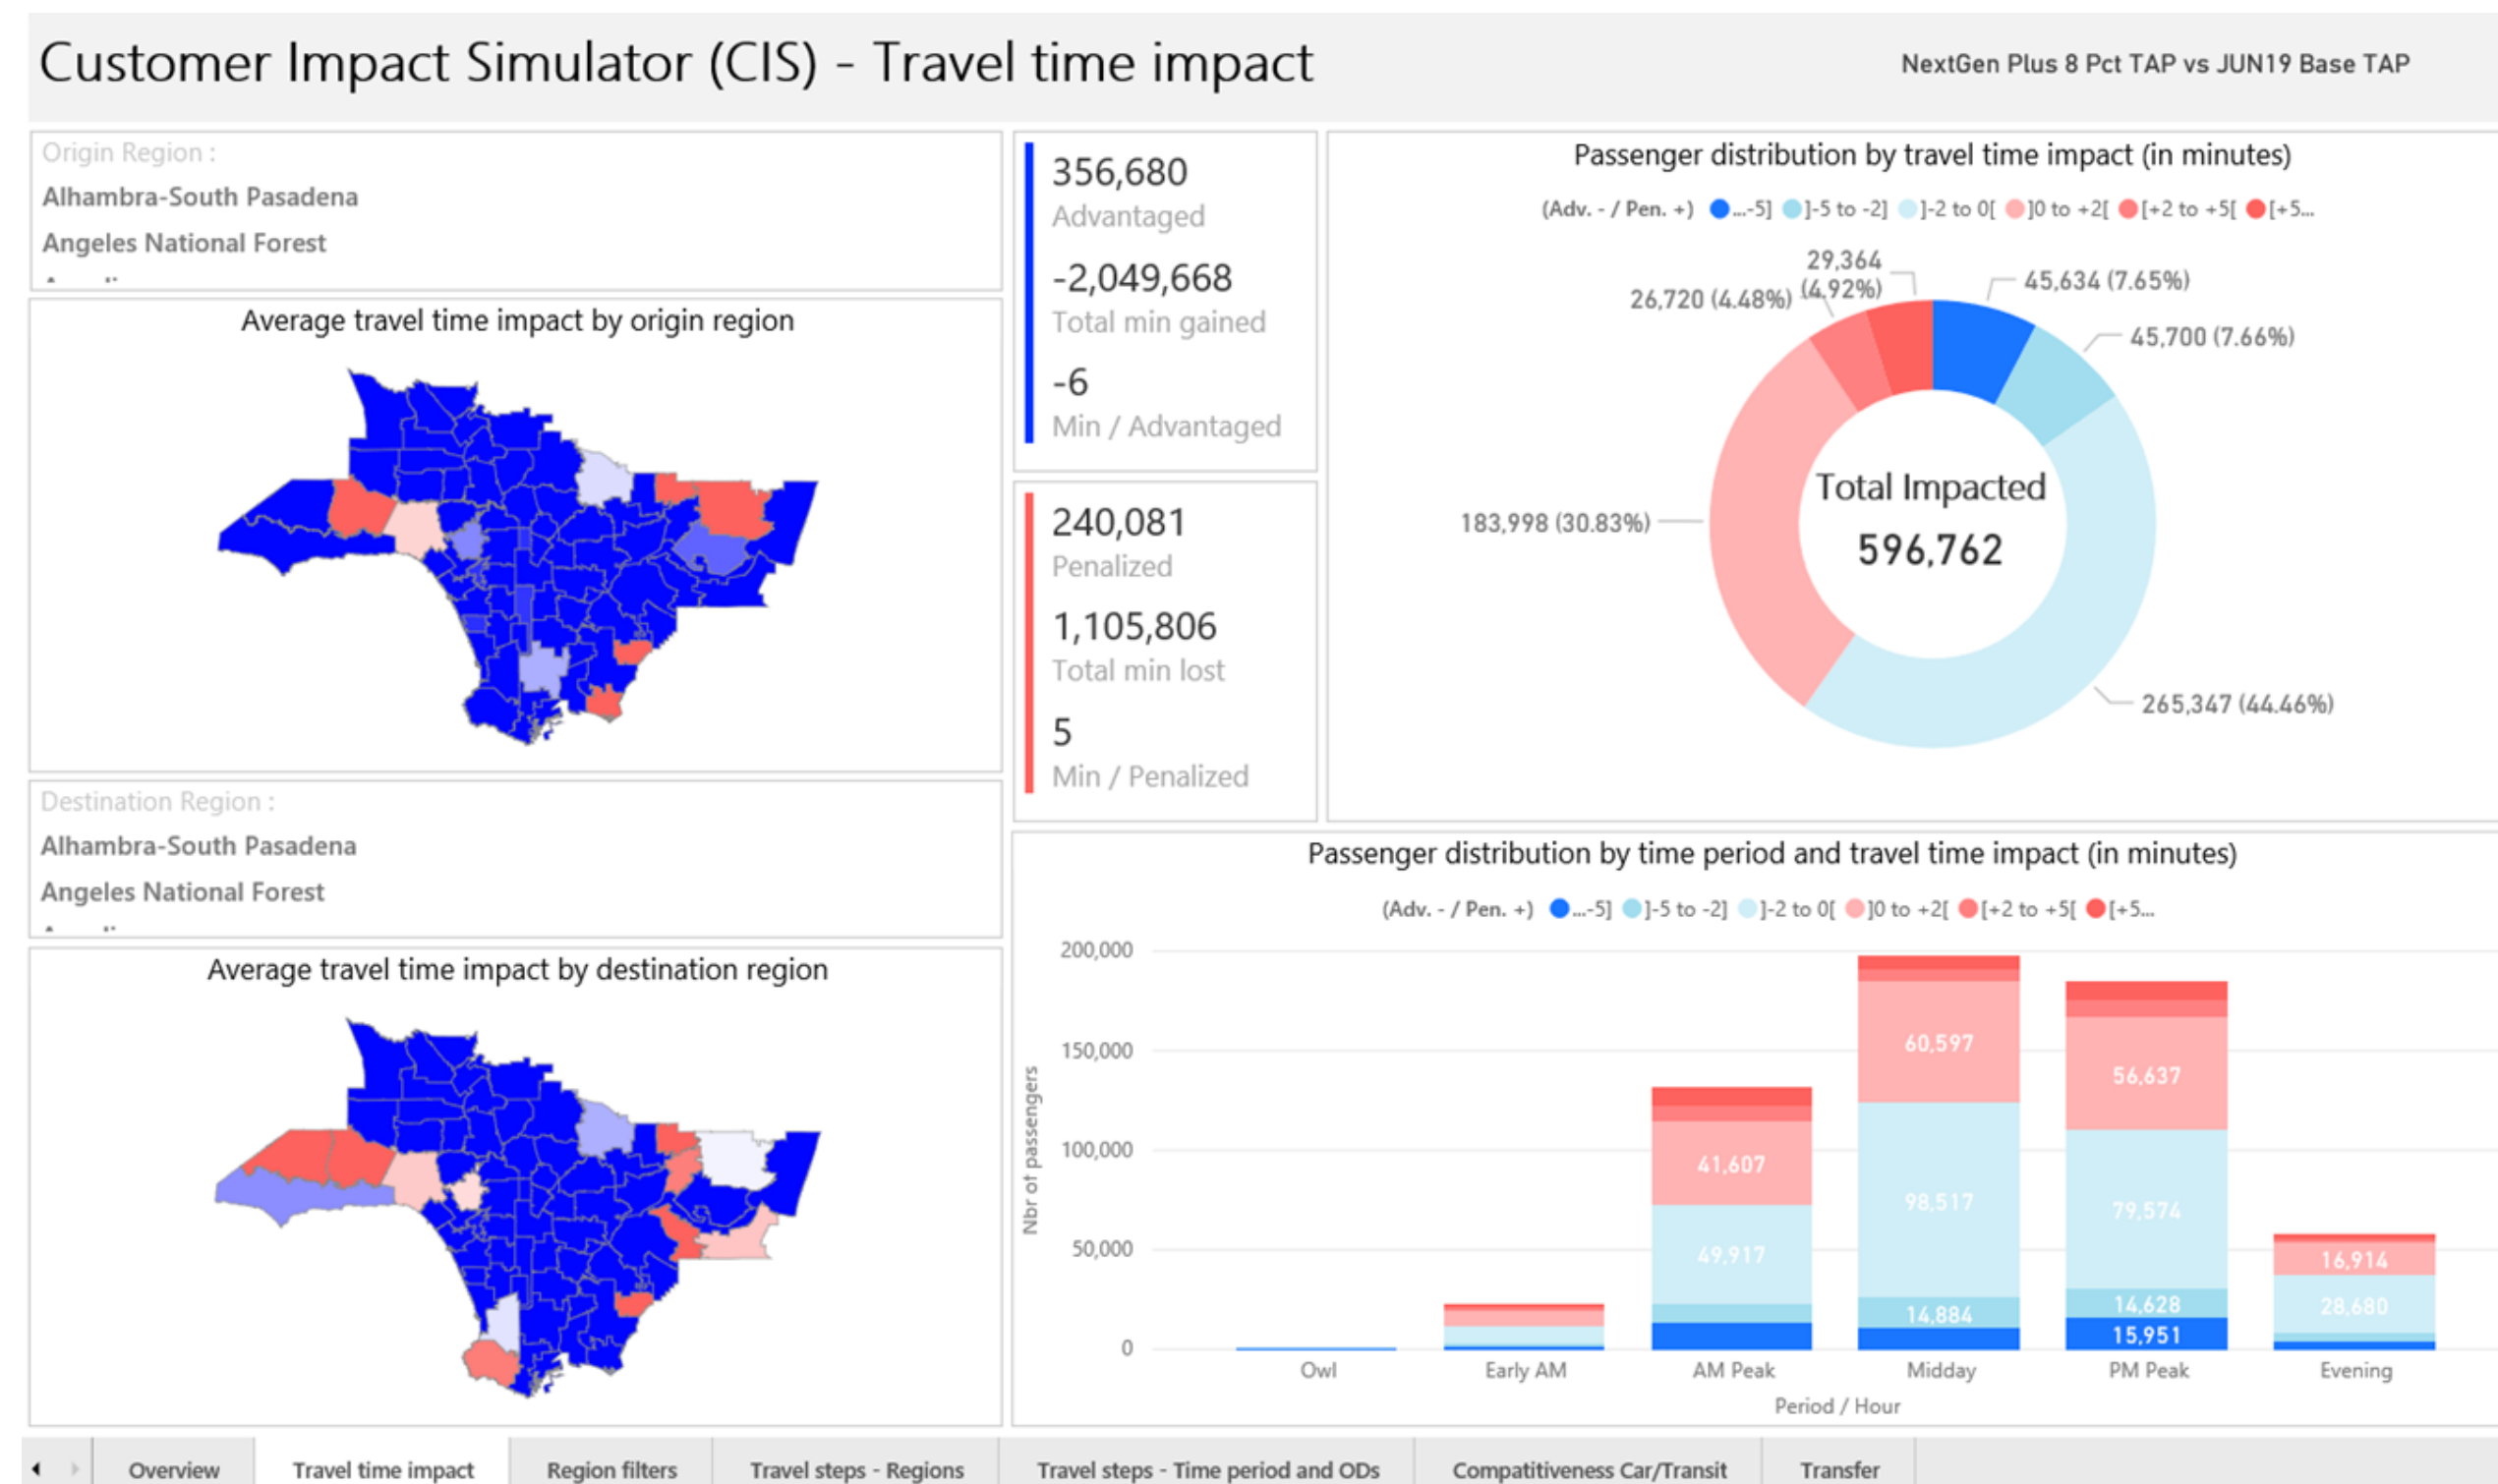 Customer Impact Simulator (CIS) - Travel time impact
NextGen Plus 8 Pct TAP vs JUN19 Base TAP
Origin Region :
Alhambra-South Pasadena
Angeles National Forest
Average travel time impact by origin region
Destination Region :
Alhambra-South Pasadena
Angeles National Forest
Average travel time impact by destination region
356,680
Advantaged
-2,049,668
Total min gained
-6
Min / Advantaged
240,081
Penalized
1,105,806
Total min lost
5
Min / Penalized
Passenger distribution by travel time impact (in minutes)
(Adv. - / Pen. +) ...-5] ]-5 to -2] ]-2 to 0[ ]0 to +2[ [+2 to +5[ [+5...
29,364
(4.92%)
26,720 (4.48%)
45,634 (7.65%)
45,700 (7.66%)
183,998 (30.83%)
265,347 (44.46%)
Total Impacted
596,762
Passenger distribution by time period and travel time impact (in minutes)
(Adv. - / Pen. +) ...-5] ]-5 to -2] ]-2 to 0[ ]0 to +2[ [+2 to +5[ [+5...
Nbr of passengers
200,000
150,000
100,000
50,000
0
41,607
49,917
60,597
98,517
14,884
56,637
79,574
14,628
15,951
16,914
28,680
Owl Early AM AM Peak Midday PM Peak Evening
Period / Hour
Overview Travel time impact Region filters Travel steps - Regions Travel steps - Time period and ODs Compatitiveness Car/Transit Transfer